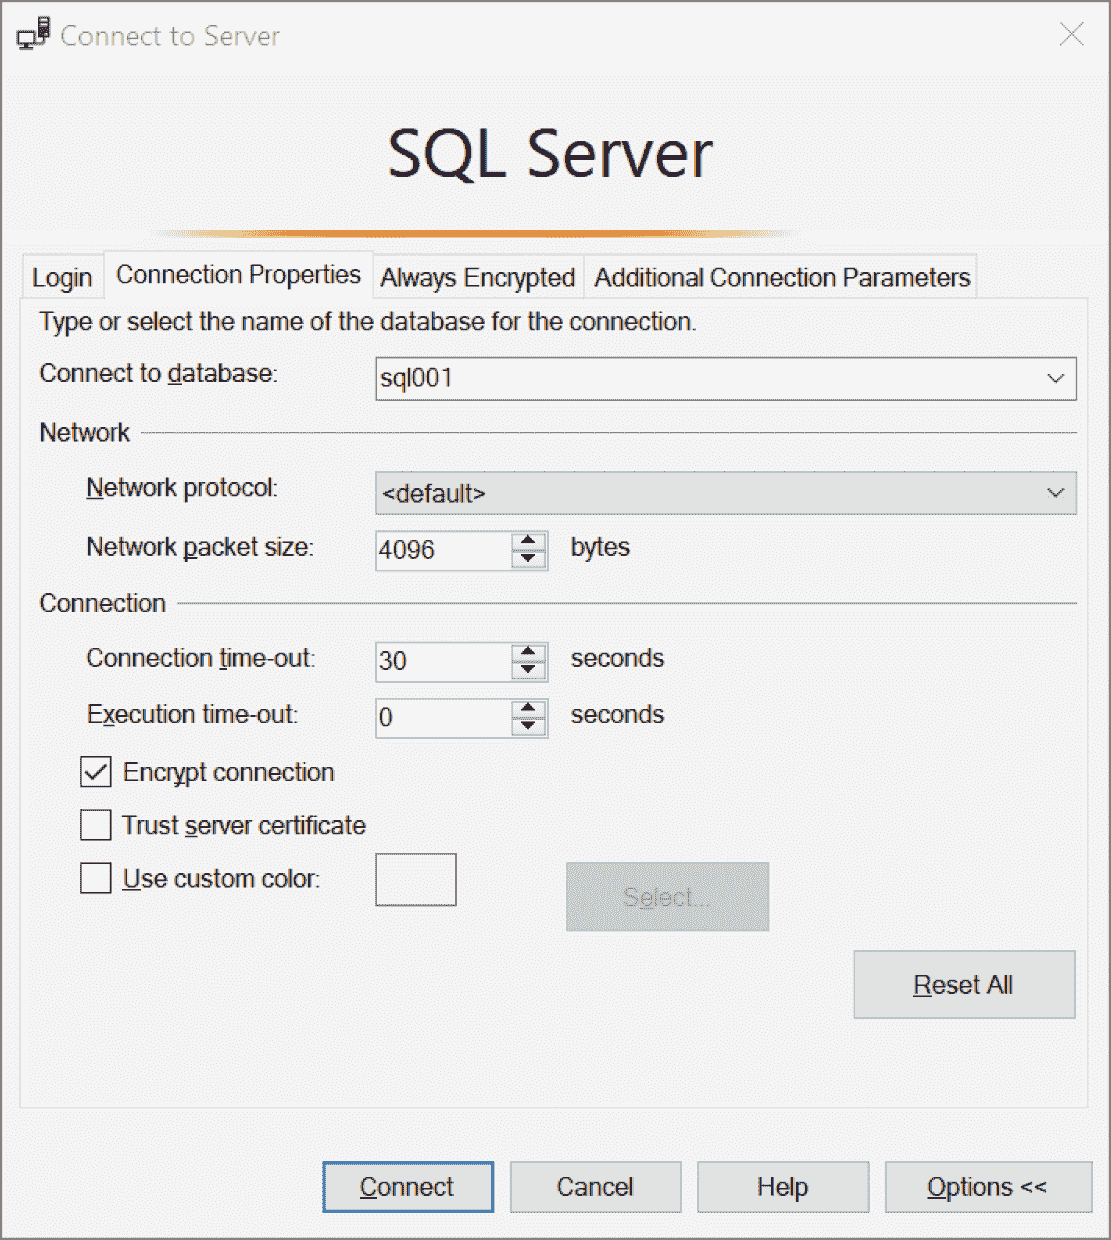 Connect to Server
SQL Server
Login Connection Properties Always Encrypted Additional Connection Parameters
Type or select the name of the database for the connection.
Connect to database: sql001
Network
Network protocol: <default>
Network packet size: 4096 bytes
Connection
Connection time-out: 30 seconds
Execution time-out: 0 seconds
Encrypt connection
Trust server certificate
Use custom color: Select...
Reset All
Connect Cancel Help Options <<